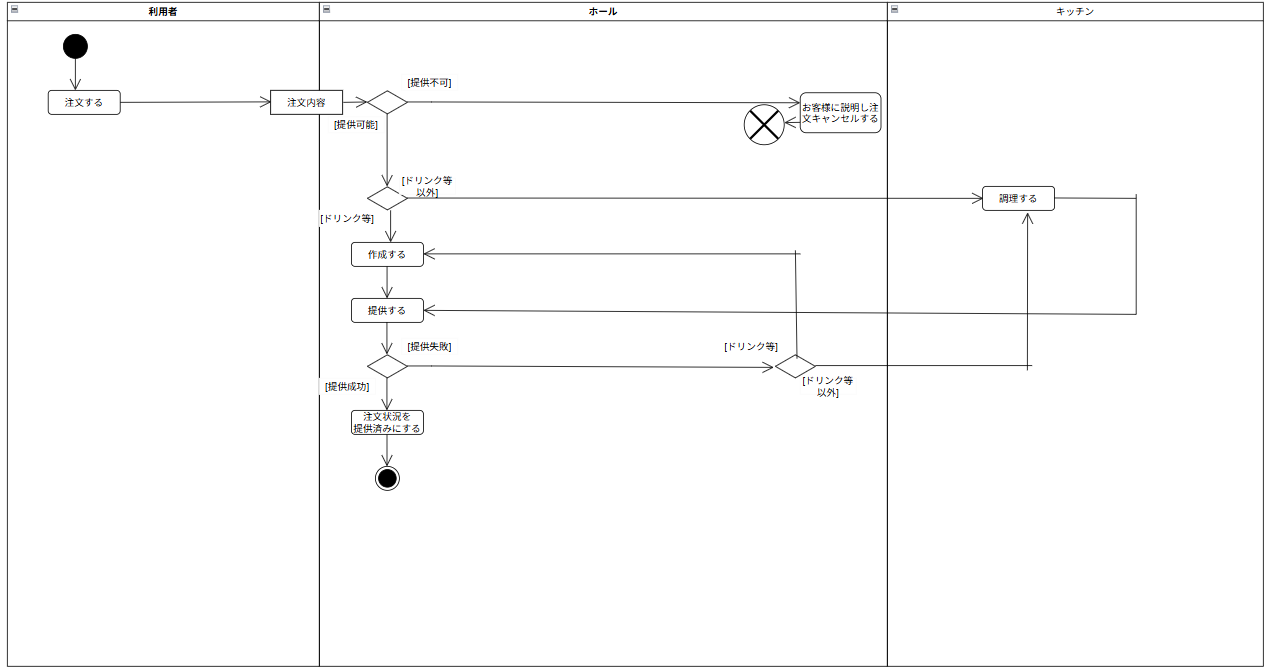 利用者
ホール
キッチン
[提供不可]
注文する
注文内容
お客様に説明し注
文キャンセルする
[提供可能]
[ドリンク等
以外]
調理する
[ドリンク等]
作成する
提供する
[提供失敗]
[ドリンク等]
[提供成功]
[ドリンク等
以外]
注文状況を
提供済みにする